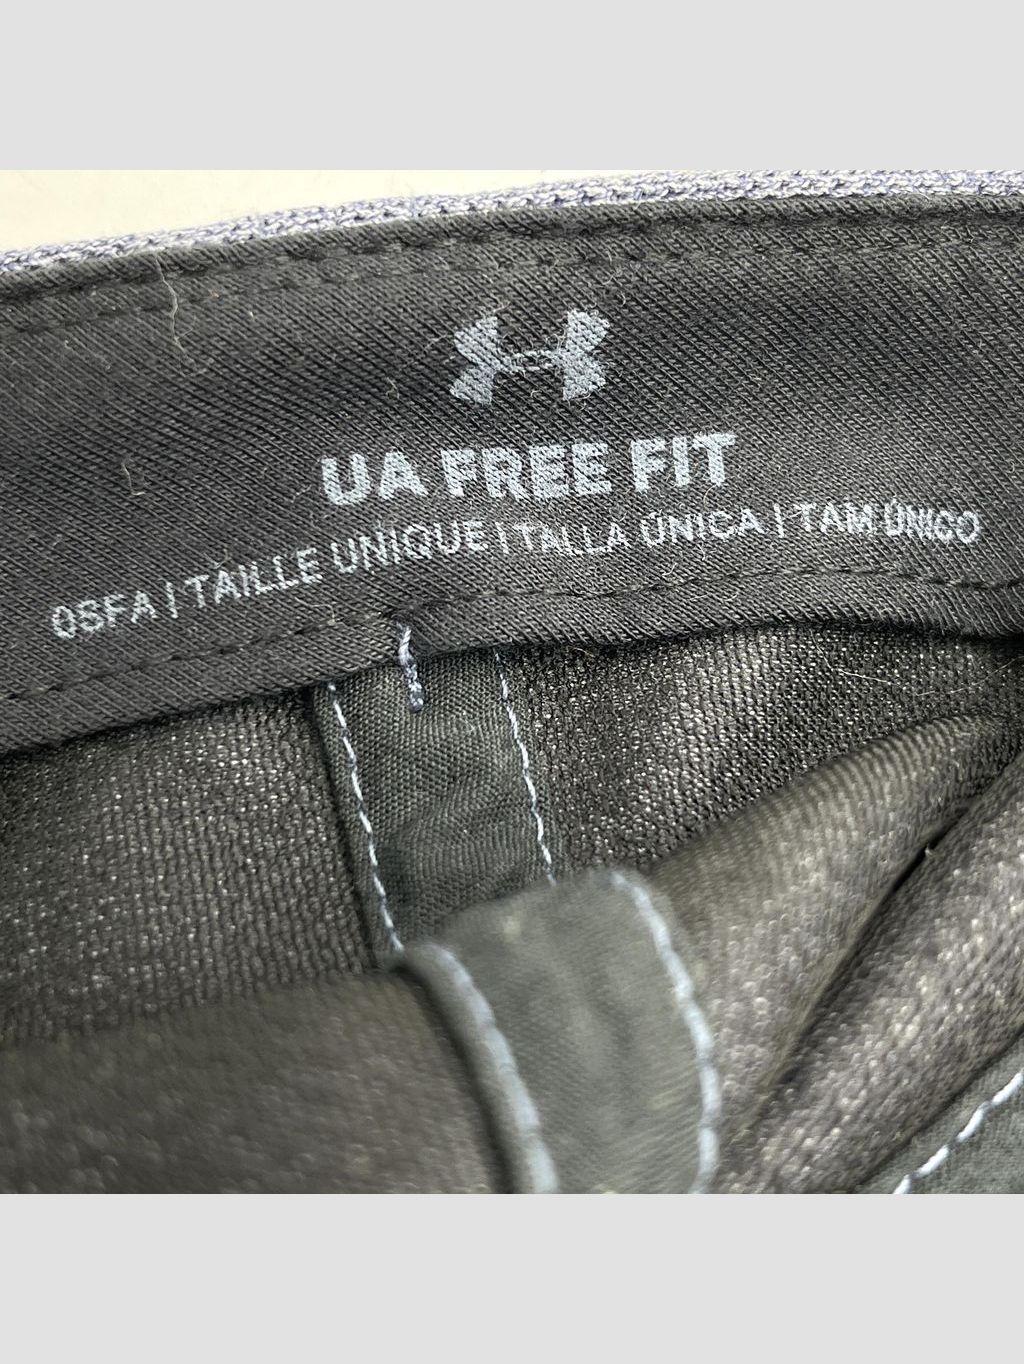 UA FREE FIT
OSFA | TAILLE UNIQUE | TALLA ÚNICA | TAM ÚNICO